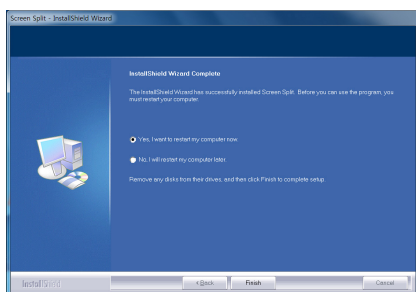 Screen Split - InstallShield Wizard
InstallShield Wizard Complete
The InstallShield Wizard has successfully installed Screen Split. Before you can use the program, you
must restart your computer.
Yes, I want to restart my computer now.
No, I will restart my computer later.
Remove any disks from their drives, and then click Finish to complete setup.
InstallShield
< Back
Finish
Cancel